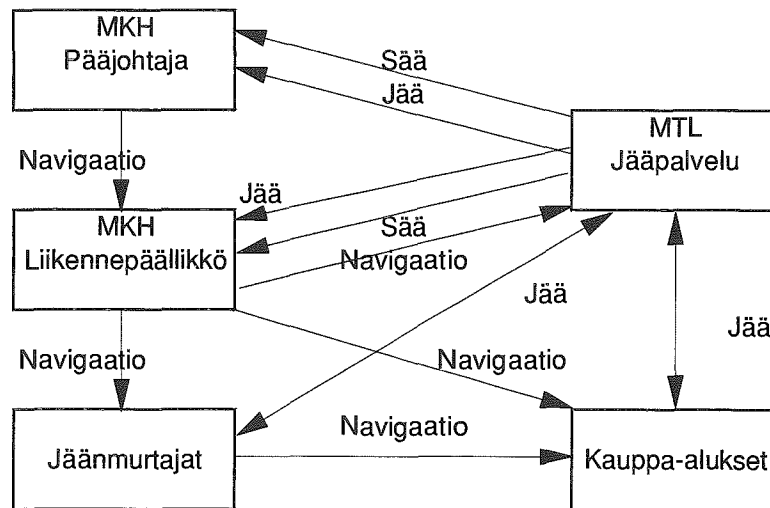 MKH
Pääjohtaja
Sää
Jää
MTL
Jääpalvelu
Navigaatio
Jää
MKH
Liikennepäällikkö
Sää
Navigaatio
Jää
Jää
Navigaatio
Navigaatio
Navigaatio
Jäänmurtajat
Kauppa-alukset